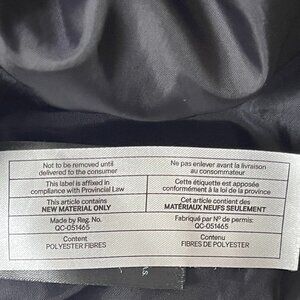 Not to be removed until
delivered to the consumer
This label is affixed in
compliance with Provincial Law
This article contains
NEW MATERIAL ONLY
Made by Reg. No.
QC-051465
Content
POLYESTER FIBRES
Ne pas enlever avant la livraison
au consommateur
Cette étiquette est apposée
conformément à la loi de la province
Cet article contient des
MATÉRIAUX NEUFS SEULEMENT
Fabriqué par Nº de permis:
QC-051465
Contenu
FIBRES DE POLYESTER